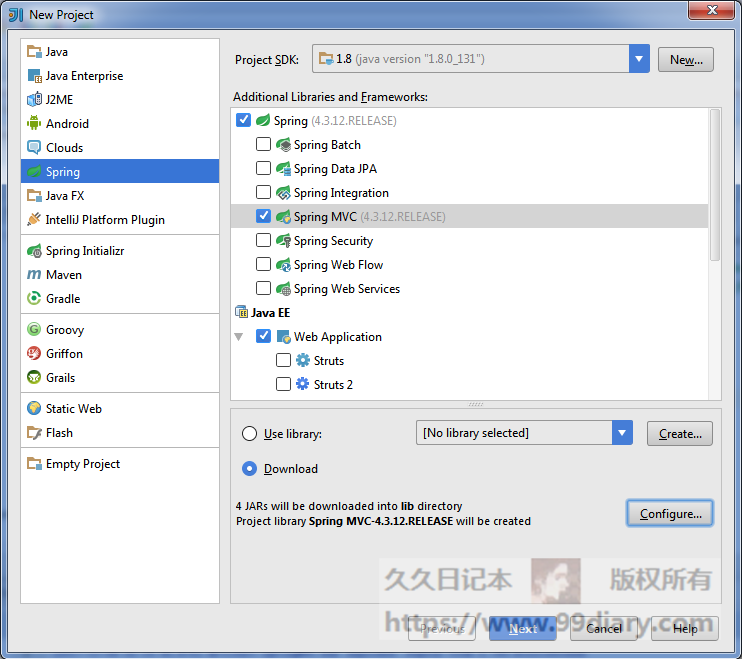 New Project
Java
Java Enterprise
J2ME
Android
Clouds
Spring
Java FX
IntelliJ Platform Plugin
Spring Initializr
Maven
Gradle
Groovy
Griffon
Grails
Static Web
Flash
Empty Project
Project SDK: 1.8 (java version "1.8.0_131") New...
Additional Libraries and Frameworks:
Spring (4.3.12.RELEASE)
Spring Batch
Spring Data JPA
Spring Integration
Spring MVC (4.3.12.RELEASE)
Spring Security
Spring Web Flow
Spring Web Services
Java EE
Web Application
Struts
Struts 2
Use library: [No library selected] Create...
Download
4 JARs will be downloaded into lib directory
Project library Spring MVC-4.3.12.RELEASE will be created
Configure...
久久日记本 版权所有
https://www.99diary.com
Previous Next Cancel Help